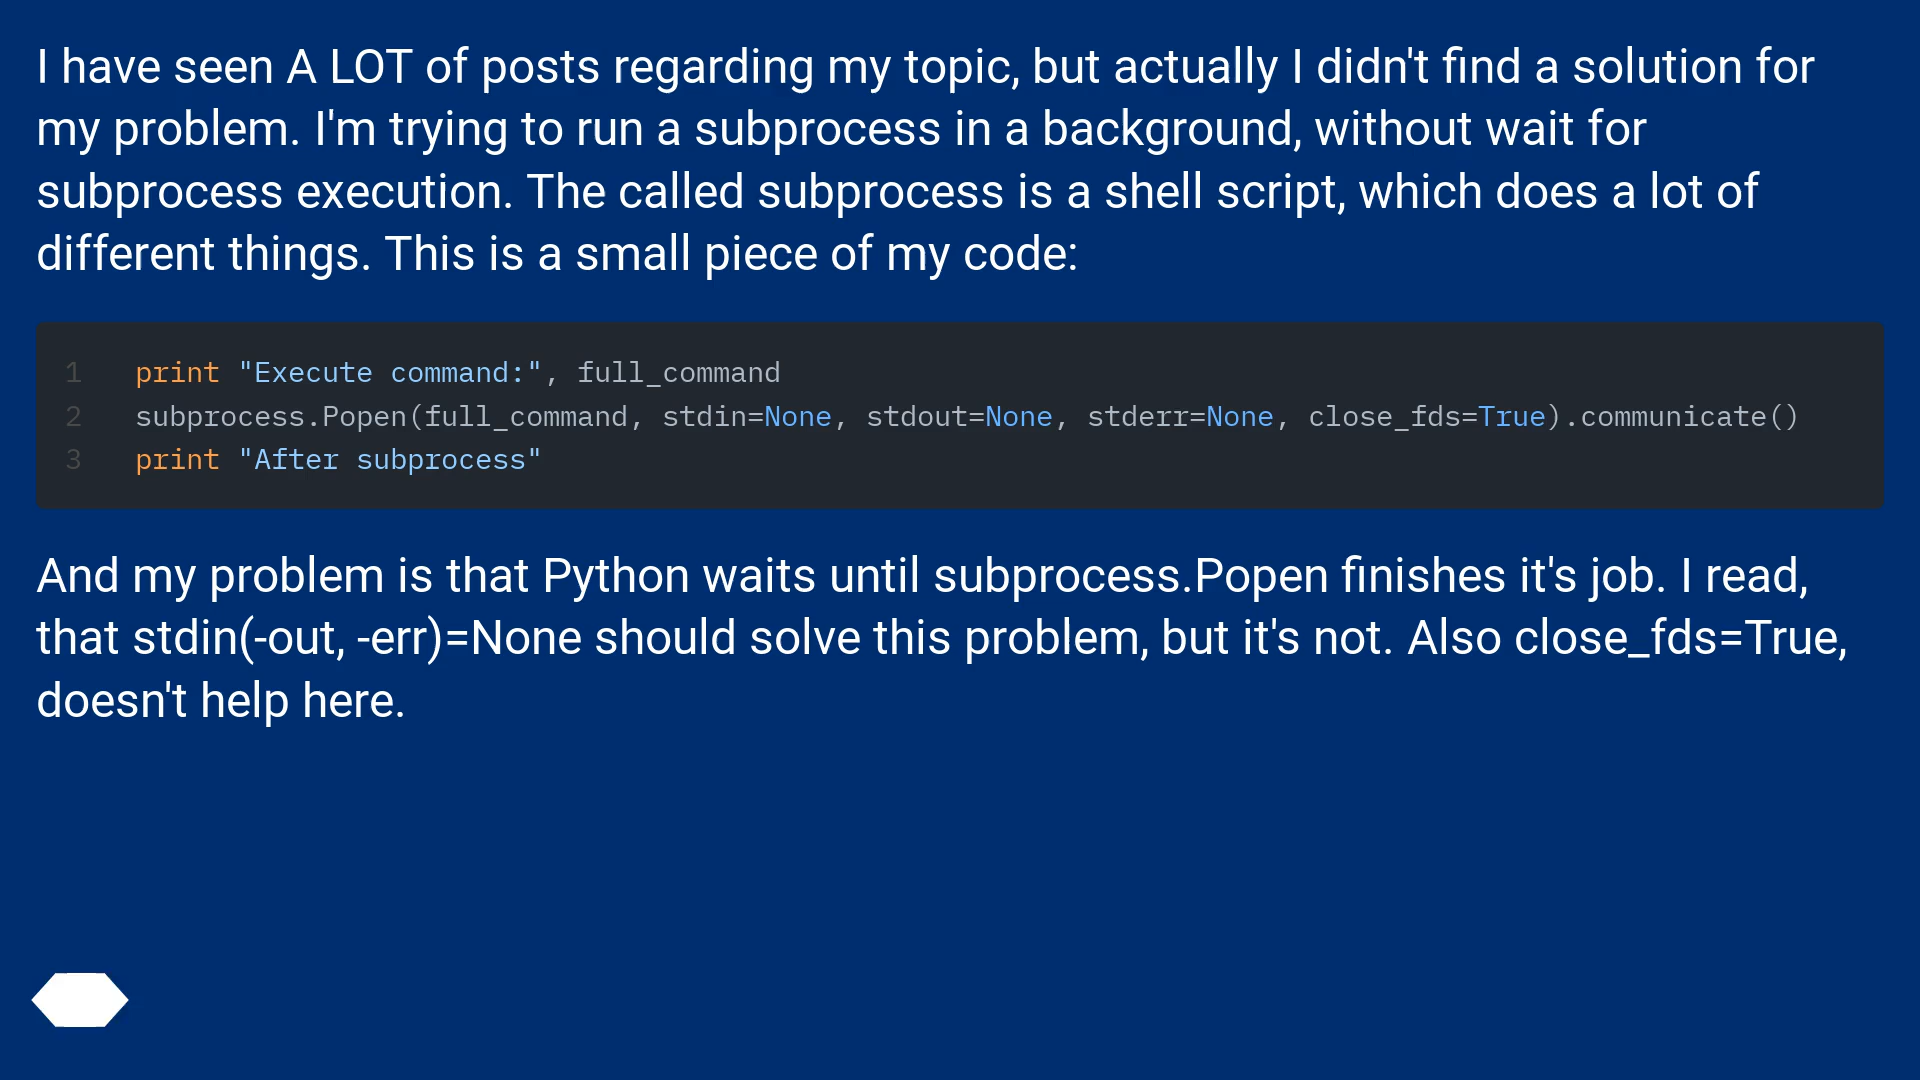 I have seen A LOT of posts regarding my topic, but actually I didn't find a solution for
my problem. I'm trying to run a subprocess in a background, without wait for
subprocess execution. The called subprocess is a shell script, which does a lot of
different things. This is a small piece of my code:
1 print "Execute command:", full_command
2 subprocess.Popen(full_command, stdin=None, stdout=None, stderr=None, close_fds=True).communicate()
3 print "After subprocess"
And my problem is that Python waits until subprocess.Popen finishes it's job. I read,
that stdin(-out, -err)=None should solve this problem, but it's not. Also close_fds=True,
doesn't help here.